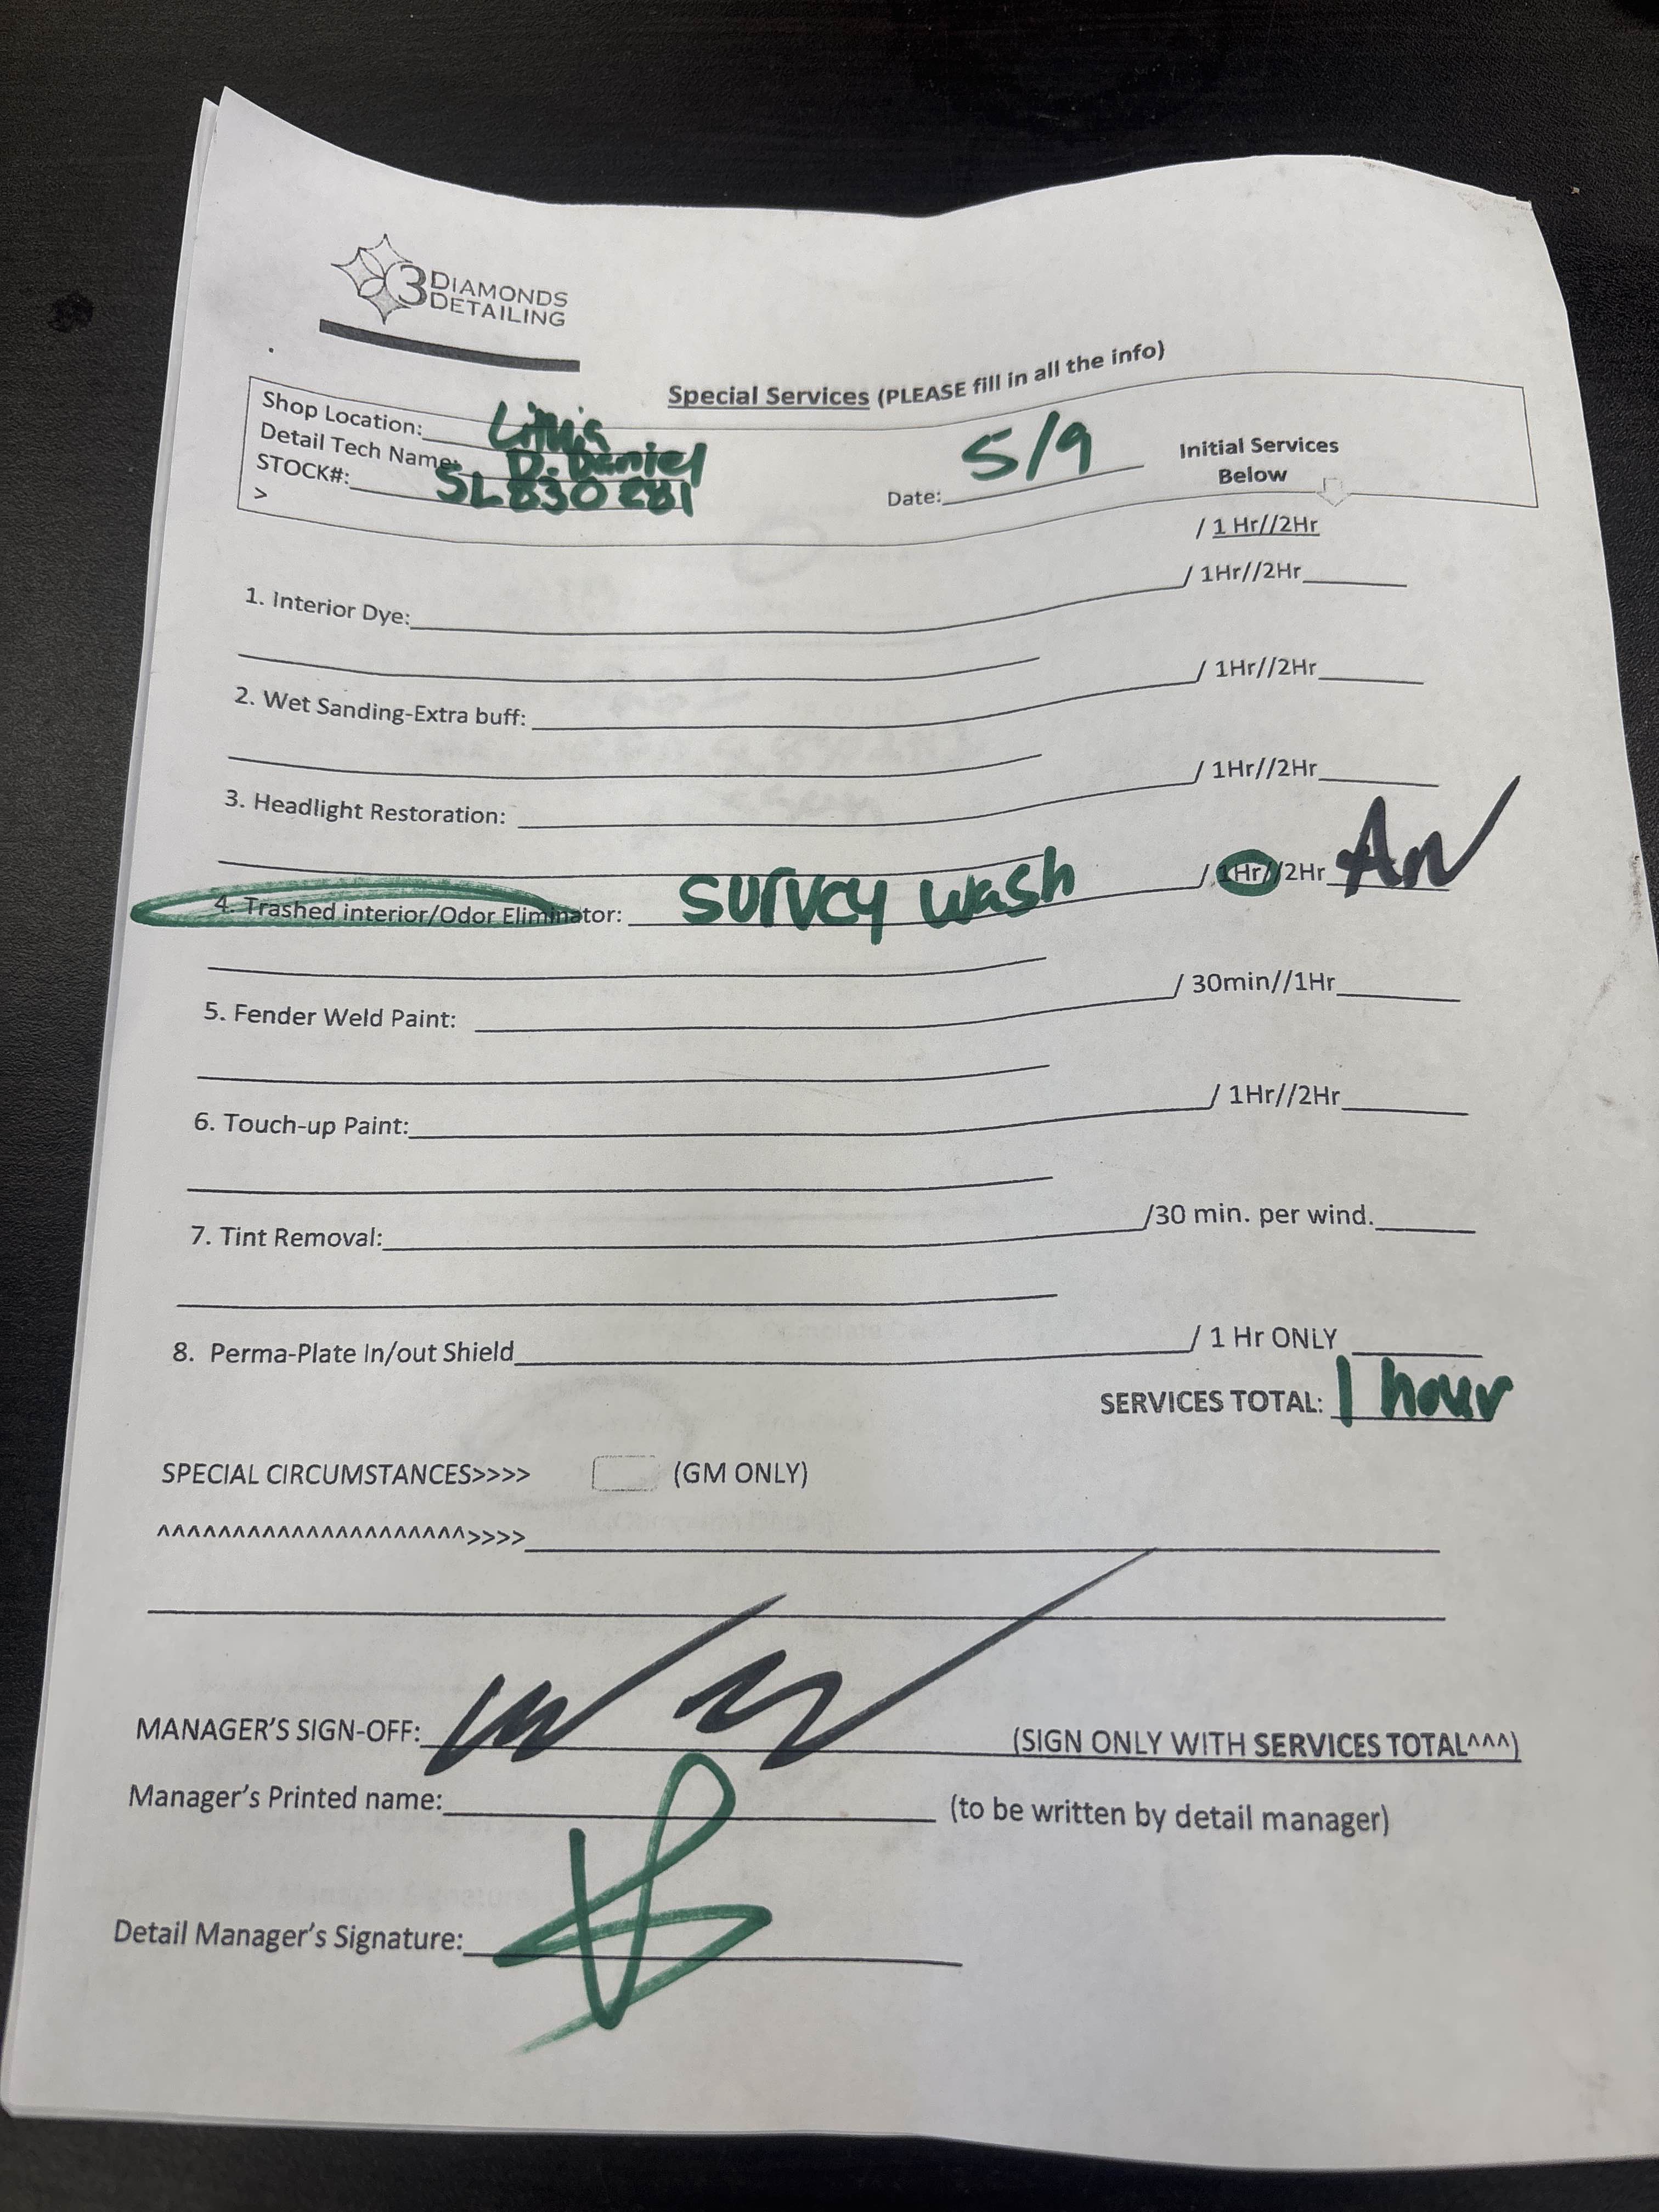 3 DIAMONDS
DETAILING
Special Services (PLEASE fill in all the info)
Shop Location:
Detail Tech Name: D. Daniel
STOCK#: SL830281
>
Date: 5/9
Initial Services
Below
/ 1 Hr//2Hr
1. Interior Dye: / 1Hr//2Hr
2. Wet Sanding-Extra buff: / 1Hr//2Hr
3. Headlight Restoration: / 1Hr//2Hr
4. Trashed interior/Odor Eliminator: survey wash / 1Hr//2Hr AN
5. Fender Weld Paint: / 30min//1Hr
6. Touch-up Paint: / 1Hr//2Hr
7. Tint Removal: /30 min. per wind.
8. Perma-Plate In/out Shield / 1 Hr ONLY
SERVICES TOTAL: 1 hour
SPECIAL CIRCUMSTANCES>>>> (GM ONLY)
^^^^^^^^^^^^^^^^^^^^^>>>>
MANAGER'S SIGN-OFF: (SIGN ONLY WITH SERVICES TOTAL^^^)
Manager's Printed name: (to be written by detail manager)
Detail Manager's Signature: